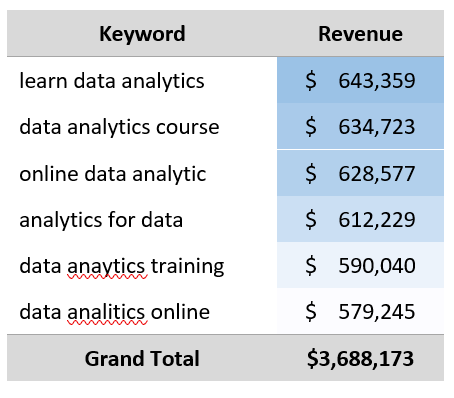 Keyword Revenue
learn data analytics $ 643,359
data analytics course $ 634,723
online data analytic $ 628,577
analytics for data $ 612,229
data anaytics training $ 590,040
data analitics online $ 579,245
Grand Total $3,688,173